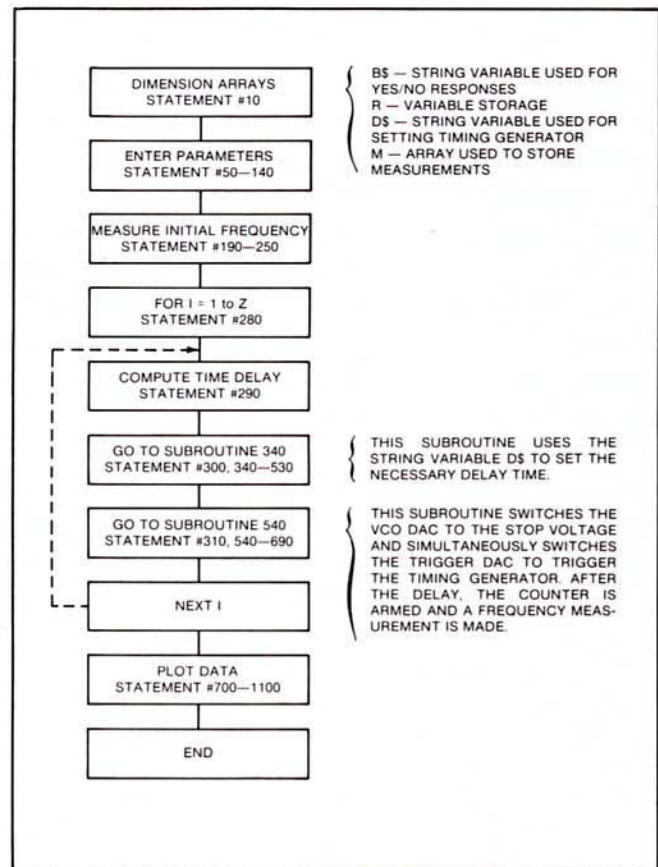 DIMENSION ARRAYS
STATEMENT #10
B$ — STRING VARIABLE USED FOR
YES/NO RESPONSES
R — VARIABLE STORAGE
D$ — STRING VARIABLE USED FOR
SETTING TIMING GENERATOR
M — ARRAY USED TO STORE
MEASUREMENTS
ENTER PARAMETERS
STATEMENT #50—140
MEASURE INITIAL FREQUENCY
STATEMENT #190—250
FOR I = 1 to Z
STATEMENT #280
COMPUTE TIME DELAY
STATEMENT #290
GO TO SUBROUTINE 340
STATEMENT #300, 340—530
THIS SUBROUTINE USES THE
STRING VARIABLE D$ TO SET THE
NECESSARY DELAY TIME.
GO TO SUBROUTINE 540
STATEMENT #310, 540—690
THIS SUBROUTINE SWITCHES THE
VCO DAC TO THE STOP VOLTAGE
AND SIMULTANEOUSLY SWITCHES
THE TRIGGER DAC TO TRIGGER
THE TIMING GENERATOR. AFTER
THE DELAY, THE COUNTER IS
ARMED AND A FREQUENCY MEAS-
UREMENT IS MADE.
NEXT I
PLOT DATA
STATEMENT #700—1100
END